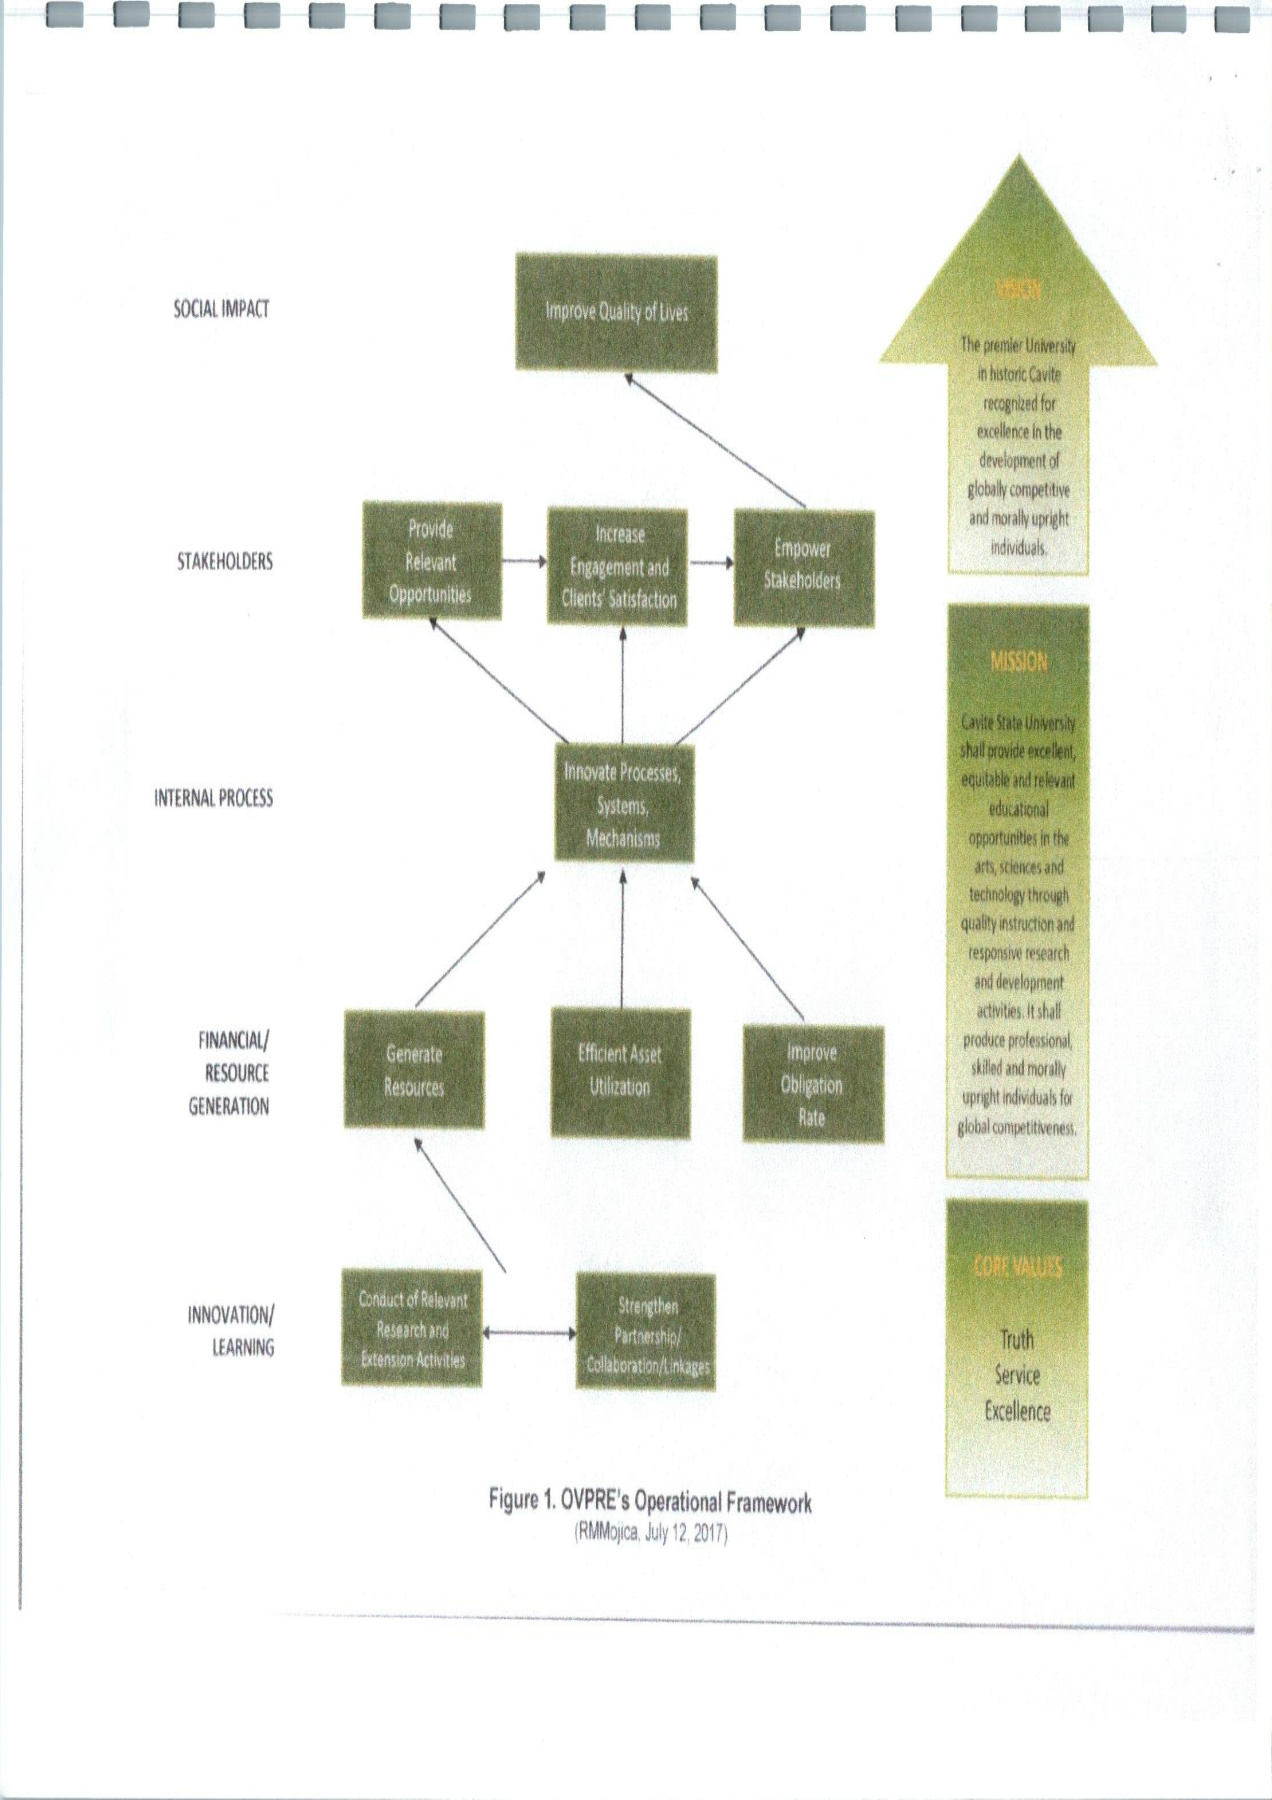 SOCIAL IMPACT
Improve Quality of Lives
STAKEHOLDERS
Provide
Relevant
Opportunities
Increase
Engagement and
Clients' Satisfaction
Empower
Stakeholders
INTERNAL PROCESS
Innovate Processes,
Systems,
Mechanisms
FINANCIAL/
RESOURCE
GENERATION
Generate
Resources
Efficient Asset
Utilization
Improve
Obligation
Rate
INNOVATION/
LEARNING
Conduct of Relevant
Research and
Extension Activities
Strengthen
Partnership/
Collaboration/Linkages
VISION
The premier University
in historic Cavite
recognized for
excellence in the
development of
globally competitive
and morally upright
individuals.
MISSION
Cavite State University
shall provide excellent,
equitable and relevant
educational
opportunities in the
arts, sciences and
technology through
quality instruction and
responsive research
and development
activities. It shall
produce professional,
skilled and morally
upright individuals for
global competitiveness.
CORE VALUES
Truth
Service
Excellence
Figure 1. OVPRE's Operational Framework
(RMMojica, July 12, 2017)